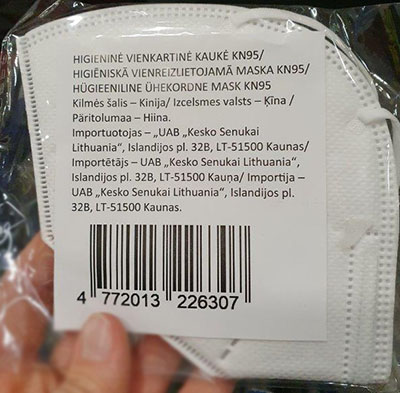 HIGIENINĖ VIENKARTINĖ KAUKĖ KN95/
HIGIĒNISKĀ VIENREIZLIETOJAMĀ MASKA KN95/
HÜGIEENILINE ÜHEKORDNE MASK KN95
Kilmės šalis – Kinija/ Izcelsmes valsts – Ķīna /
Päritolumaa – Hiina.
Importuotojas – „UAB „Kesko Senukai
Lithuania“, Islandijos pl. 32B, LT-51500 Kaunas/
Importētājs – UAB „Kesko Senukai Lithuania“,
Islandijos pl. 32B, LT-51500 Kauņa/ Importija –
UAB „Kesko Senukai Lithuania“, Islandijos pl.
32B, LT-51500 Kaunas.
4 772013 226307